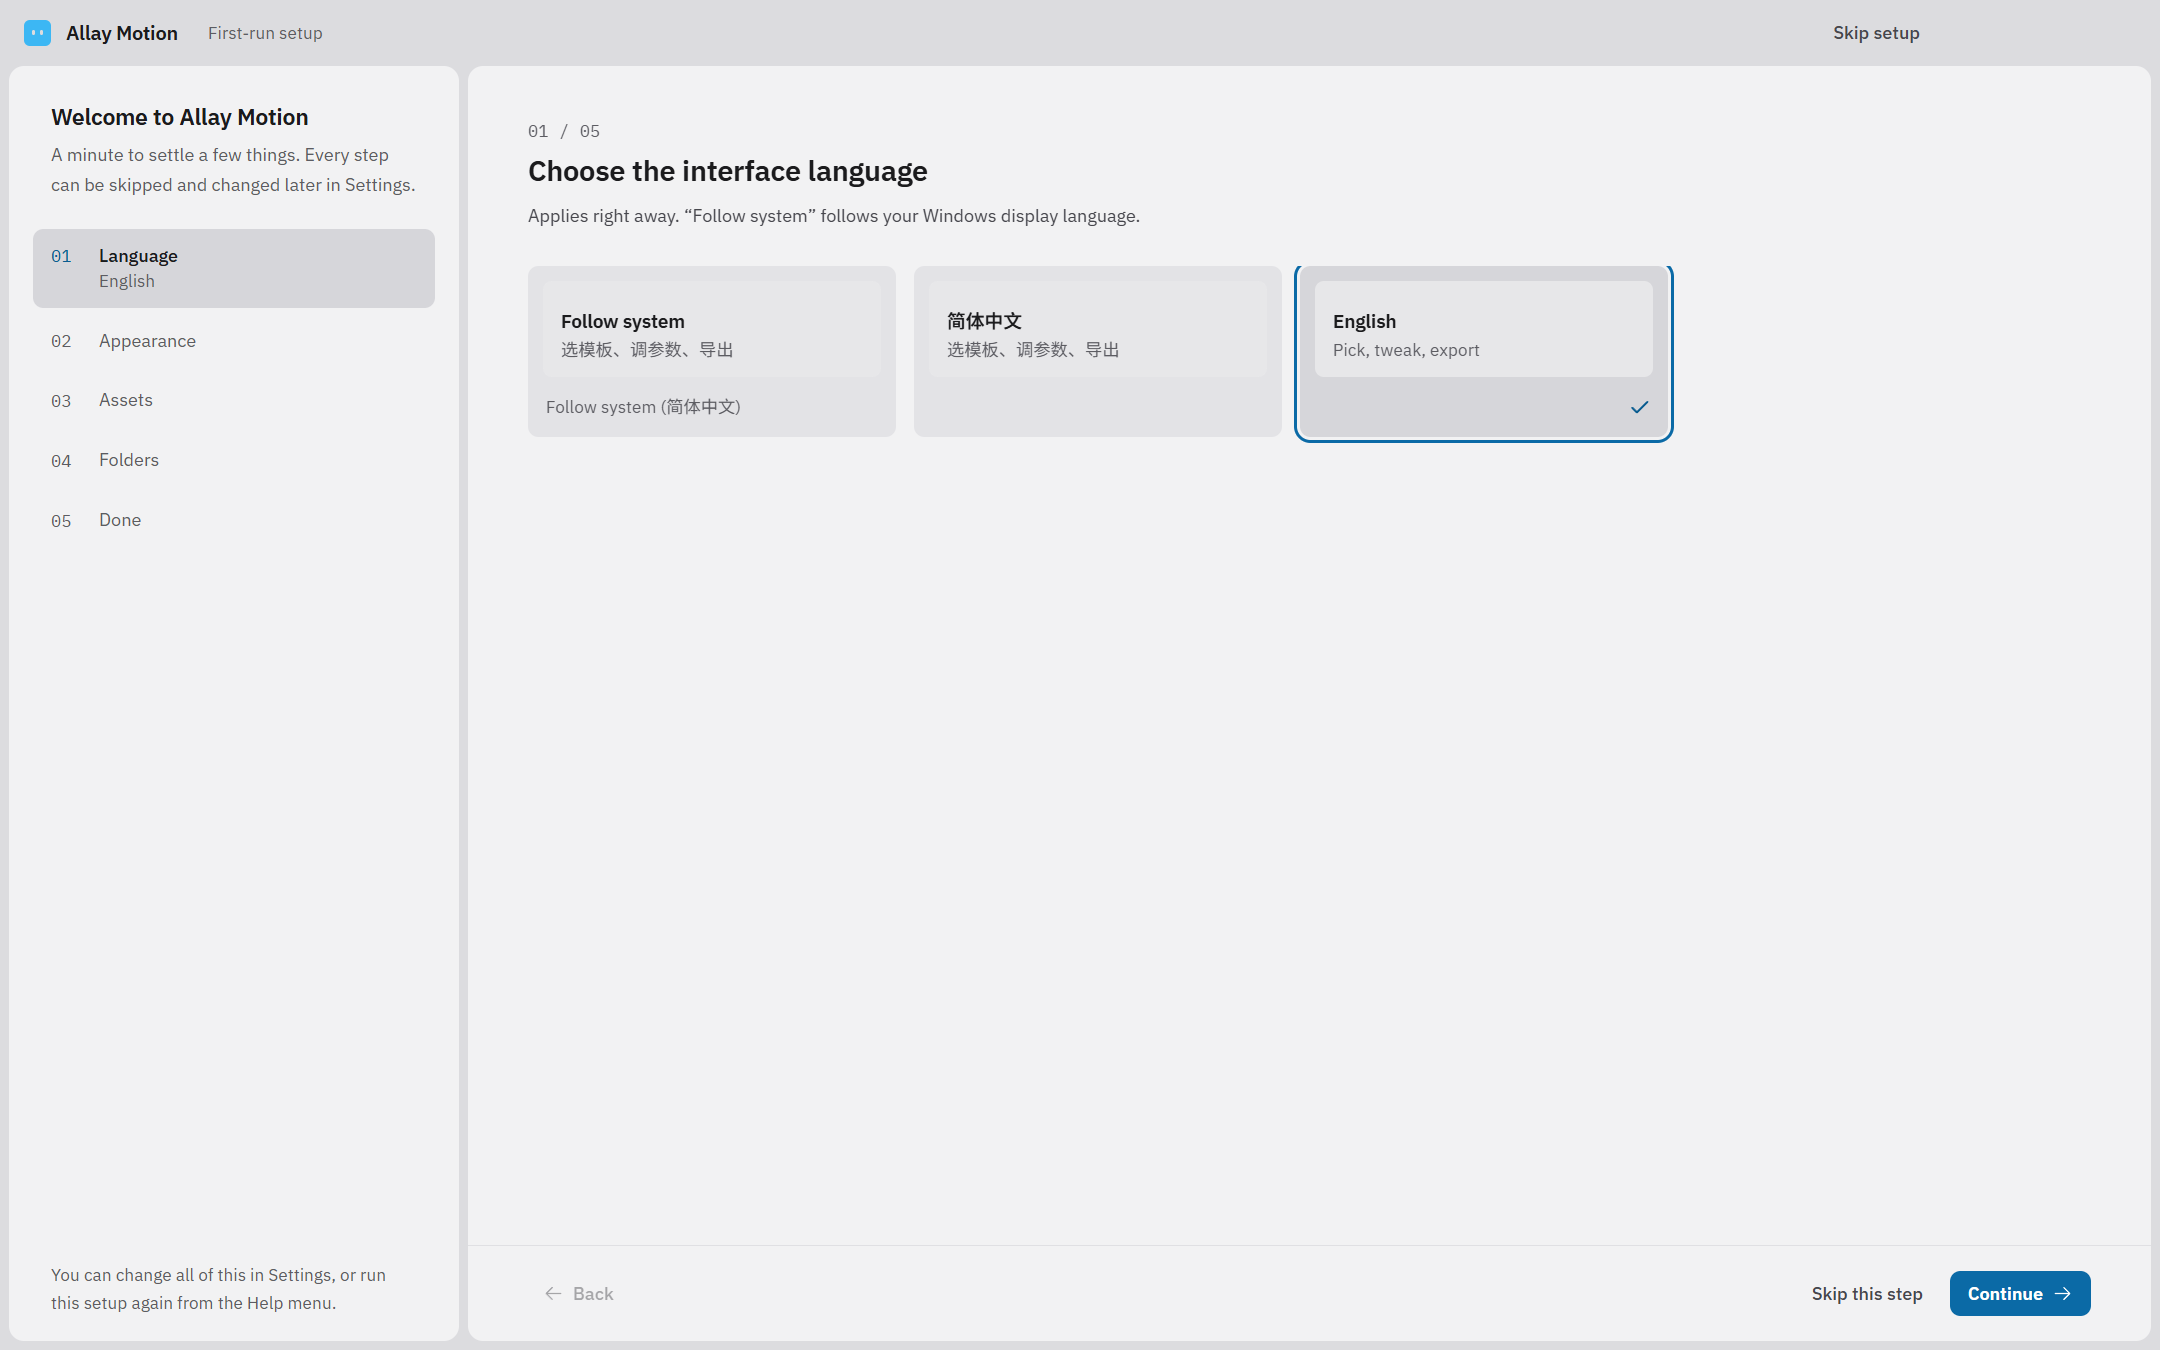 Allay Motion
First-run setup
Skip setup
Welcome to Allay Motion
A minute to settle a few things. Every step
can be skipped and changed later in Settings.
01 Language
English
02 Appearance
03 Assets
04 Folders
05 Done
You can change all of this in Settings, or run
this setup again from the Help menu.
01 / 05
Choose the interface language
Applies right away. “Follow system” follows your Windows display language.
Follow system
选模板、调参数、导出
Follow system (简体中文)
简体中文
选模板、调参数、导出
English
Pick, tweak, export
Back
Skip this step
Continue